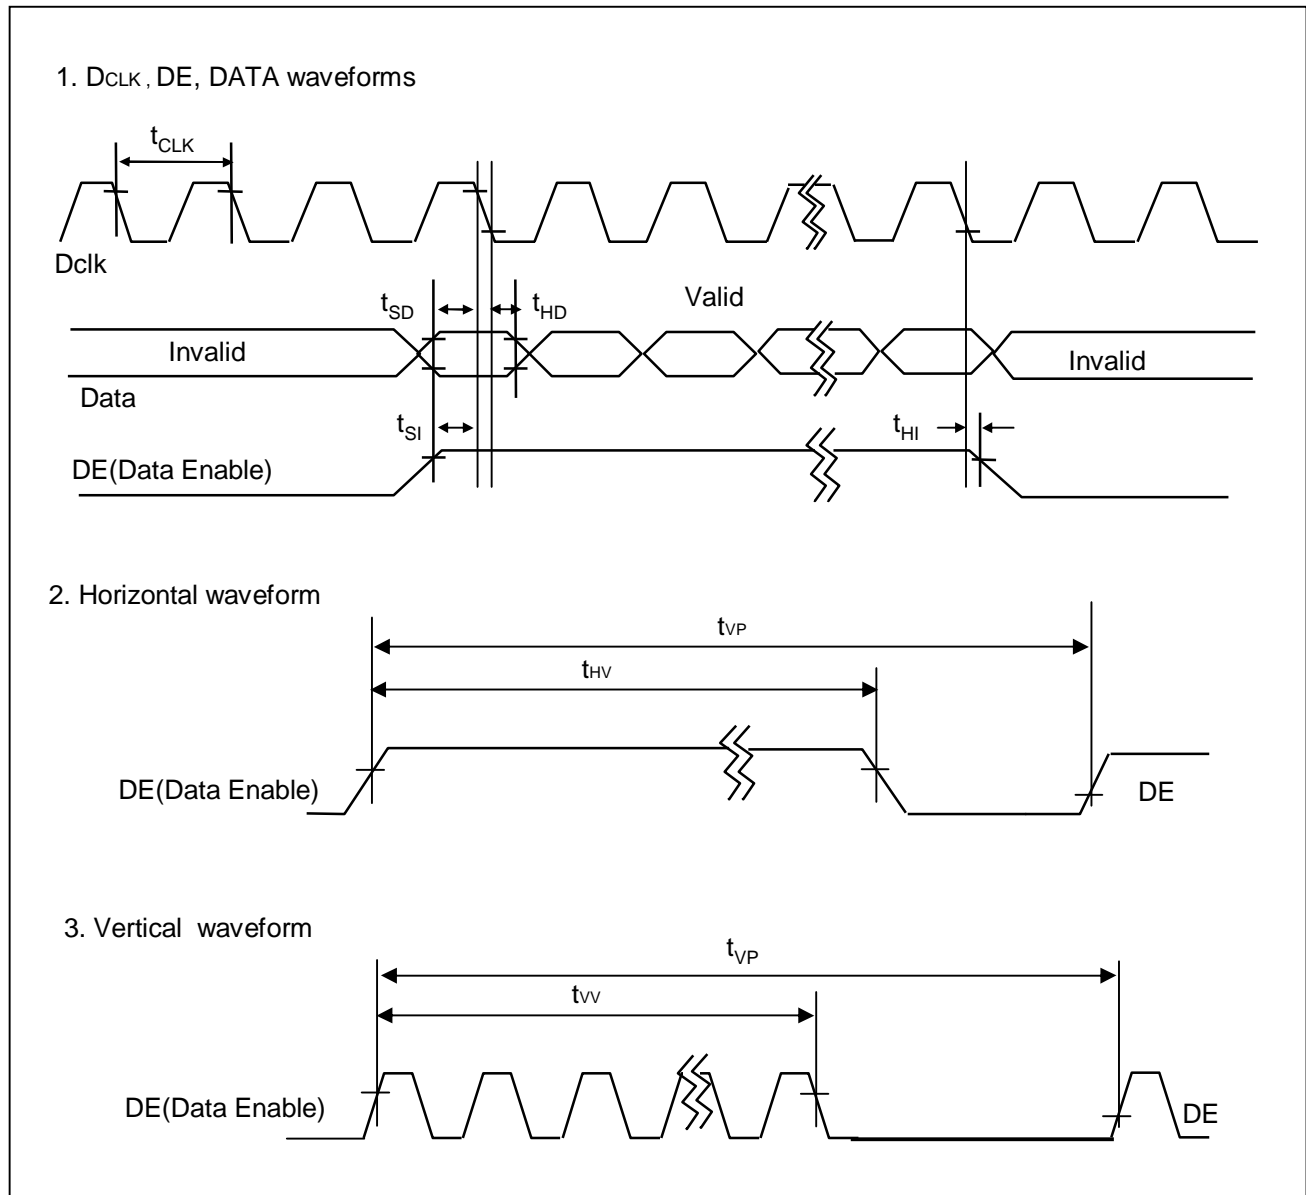 1. DCLK , DE, DATA waveforms
tCLK
Dclk
tSD
tHD
Valid
Invalid
Invalid
Data
tSI
tHI
DE(Data Enable)
2. Horizontal waveform
tVP
tHV
DE(Data Enable)
DE
3. Vertical waveform
tVP
tVV
DE(Data Enable)
DE